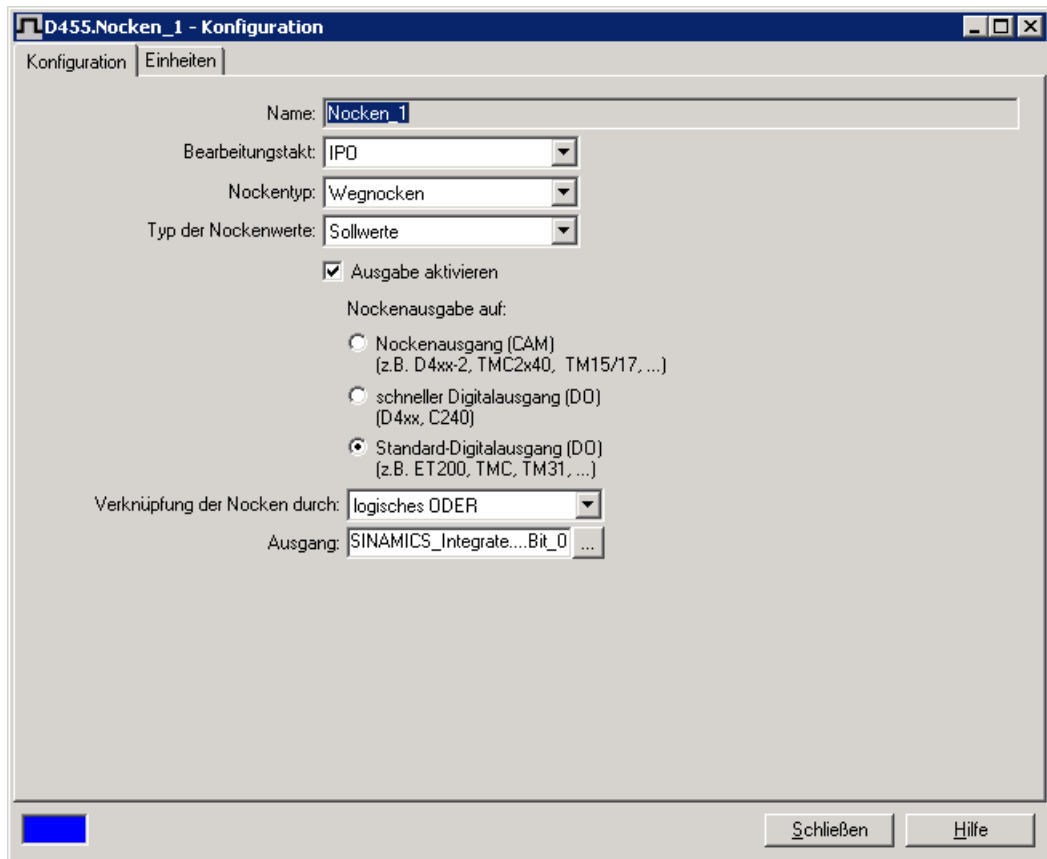 D455.Nocken_1 - Konfiguration
Konfiguration Einheiten
Name: Nocken_1
Bearbeitungstakt: IPO
Nockentyp: Wegnocken
Typ der Nockenwerte: Sollwerte
Ausgabe aktivieren
Nockenausgabe auf:
Nockenausgang (CAM)
(z.B. D4xx-2, TMC2x40, TM15/17, ...)
schneller Digitalausgang (DO)
(D4xx, C240)
Standard-Digitalausgang (DO)
(z.B. ET200, TMC, TM31, ...)
Verknüpfung der Nocken durch: logisches ODER
Ausgang: SINAMICS_Integrate....Bit_0 ...
Schließen Hilfe